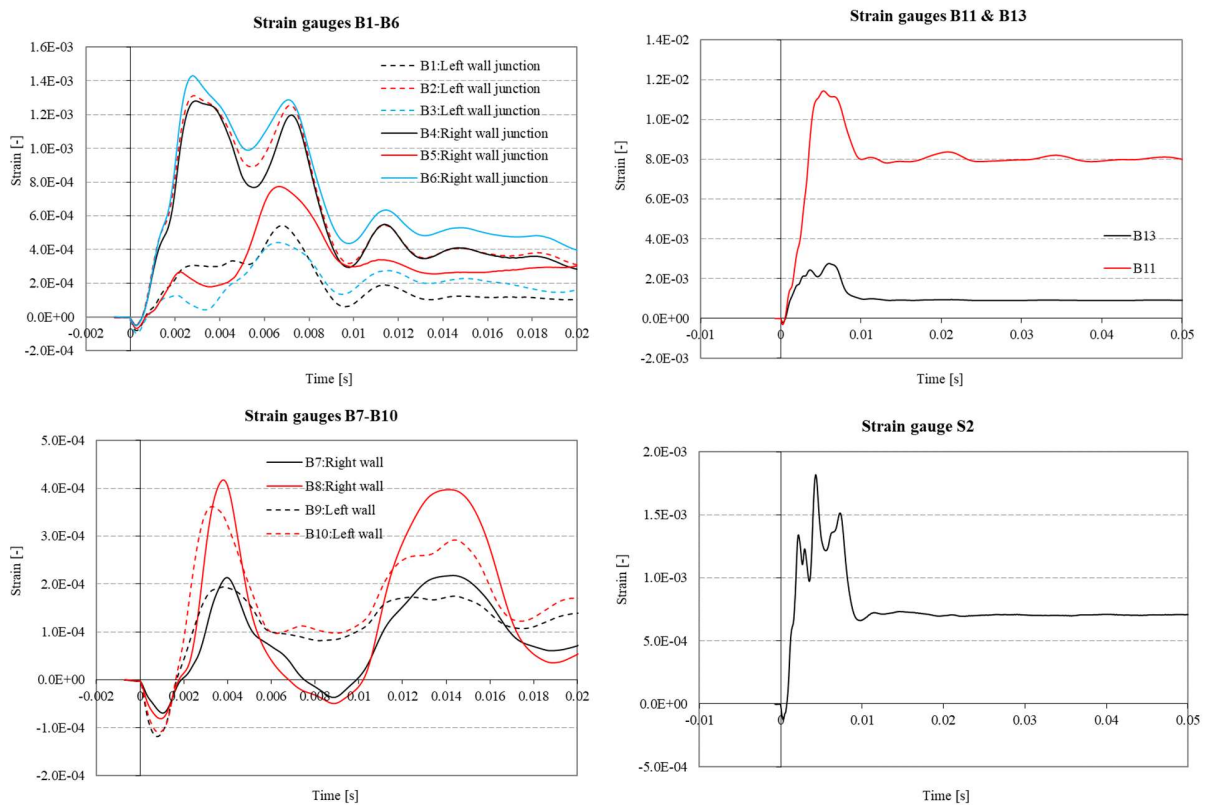 Strain gauges B1-B6
1.6E-03
1.4E-03
1.2E-03
1.0E-03
8.0E-04
6.0E-04
4.0E-04
2.0E-04
0.0E+00
-2.0E-04
Strain [-]
-0.002 0 0.002 0.004 0.006 0.008 0.01 0.012 0.014 0.016 0.018 0.02
Time [s]
B1:Left wall junction
B2:Left wall junction
B3:Left wall junction
B4:Right wall junction
B5:Right wall junction
B6:Right wall junction
Strain gauges B11 & B13
1.4E-02
1.2E-02
1.0E-02
8.0E-03
6.0E-03
4.0E-03
2.0E-03
0.0E+00
-2.0E-03
Strain [-]
-0.01 0 0.01 0.02 0.03 0.04 0.05
Time [s]
B13
B11
Strain gauges B7-B10
5.0E-04
4.0E-04
3.0E-04
2.0E-04
1.0E-04
0.0E+00
-1.0E-04
-2.0E-04
Strain [-]
-0.002 0 0.002 0.004 0.006 0.008 0.01 0.012 0.014 0.016 0.018 0.02
Time [s]
B7:Right wall
B8:Right wall
B9:Left wall
B10:Left wall
Strain gauge S2
2.0E-03
1.5E-03
1.0E-03
5.0E-04
0.0E+00
-5.0E-04
Strain [-]
-0.01 0 0.01 0.02 0.03 0.04 0.05
Time [s]